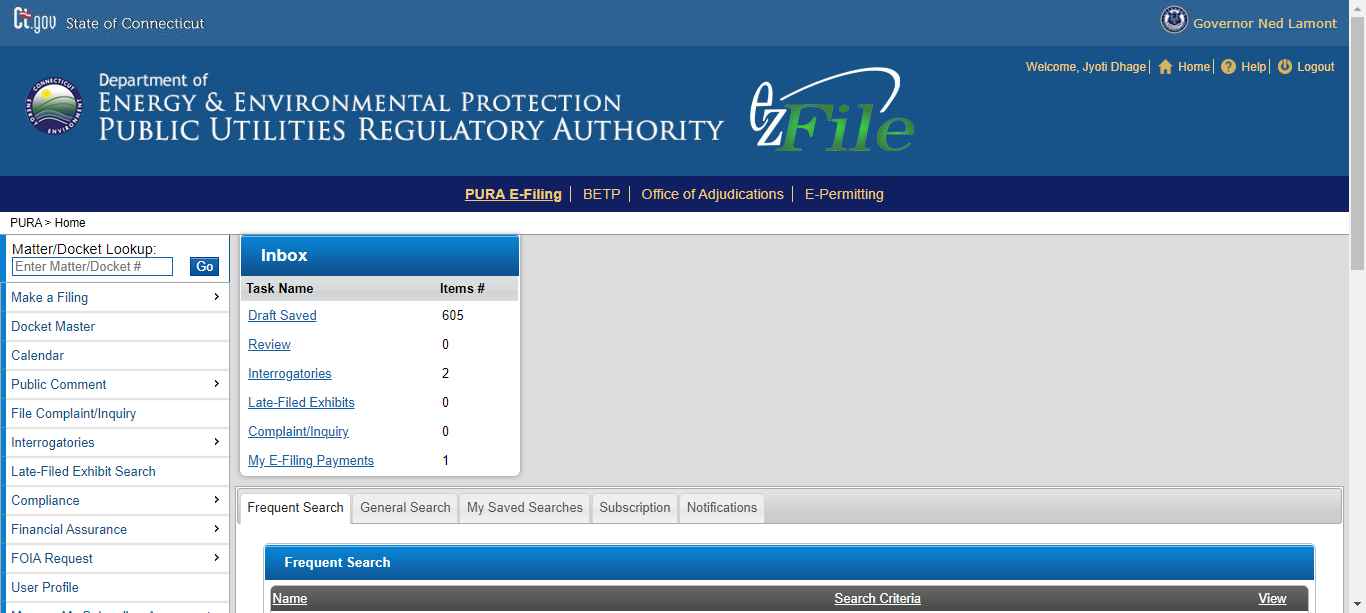 Ct.gov State of Connecticut
Governor Ned Lamont
Welcome, Jyoti Dhage | Home | Help | Logout
Department of
ENERGY & ENVIRONMENTAL PROTECTION
PUBLIC UTILITIES REGULATORY AUTHORITY
ezFile
CONNECTICUT
ENERGY ENVIRONMENT
PURA E-Filing | BETP | Office of Adjudications | E-Permitting
PURA > Home
Matter/Docket Lookup:
Enter Matter/Docket # Go
Make a Filing
Docket Master
Calendar
Public Comment
File Complaint/Inquiry
Interrogatories
Late-Filed Exhibit Search
Compliance
Financial Assurance
FOIA Request
User Profile
Inbox
Task Name Items #
Draft Saved 605
Review 0
Interrogatories 2
Late-Filed Exhibits 0
Complaint/Inquiry 0
My E-Filing Payments 1
Frequent Search General Search My Saved Searches Subscription Notifications
Frequent Search
Name Search Criteria View